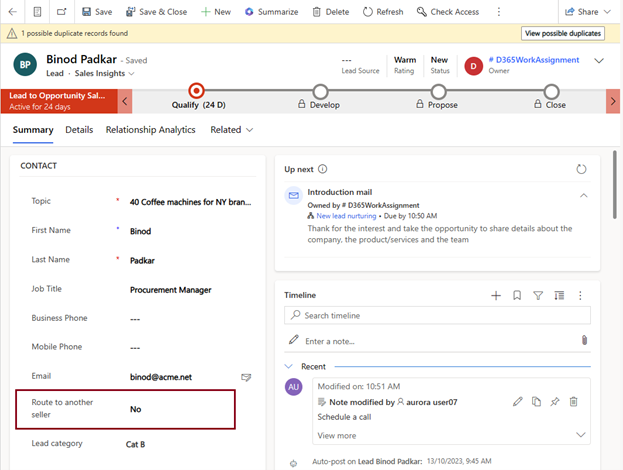 Save
Save & Close
New
Summarize
Delete
Refresh
Check Access
Share
1 possible duplicate records found
View possible duplicates
BP
Binod Padkar - Saved
Lead · Sales Insights
---
Lead Source
Warm
Rating
New
Status
D
# D365WorkAssignment
Owner
Lead to Opportunity Sal...
Active for 24 days
Qualify (24 D)
Develop
Propose
Close
Summary
Details
Relationship Analytics
Related
CONTACT
Topic * 40 Coffee machines for NY bran...
First Name * Binod
Last Name * Padkar
Job Title Procurement Manager
Business Phone ---
Mobile Phone ---
Email binod@acme.net
Route to another
seller
No
Lead category Cat B
Up next
Introduction mail
Owned by # D365WorkAssignment
New lead nurturing • Due by 10:50 AM
Thank for the interest and take the opportunity to share details about the
company, the product/services and the team
Timeline
Search timeline
Enter a note...
Recent
AU
Modified on: 10:51 AM
Note modified by aurora user07
Schedule a call
View more
Auto-post on Lead Binod Padkar: 13/10/2023, 9:45 AM